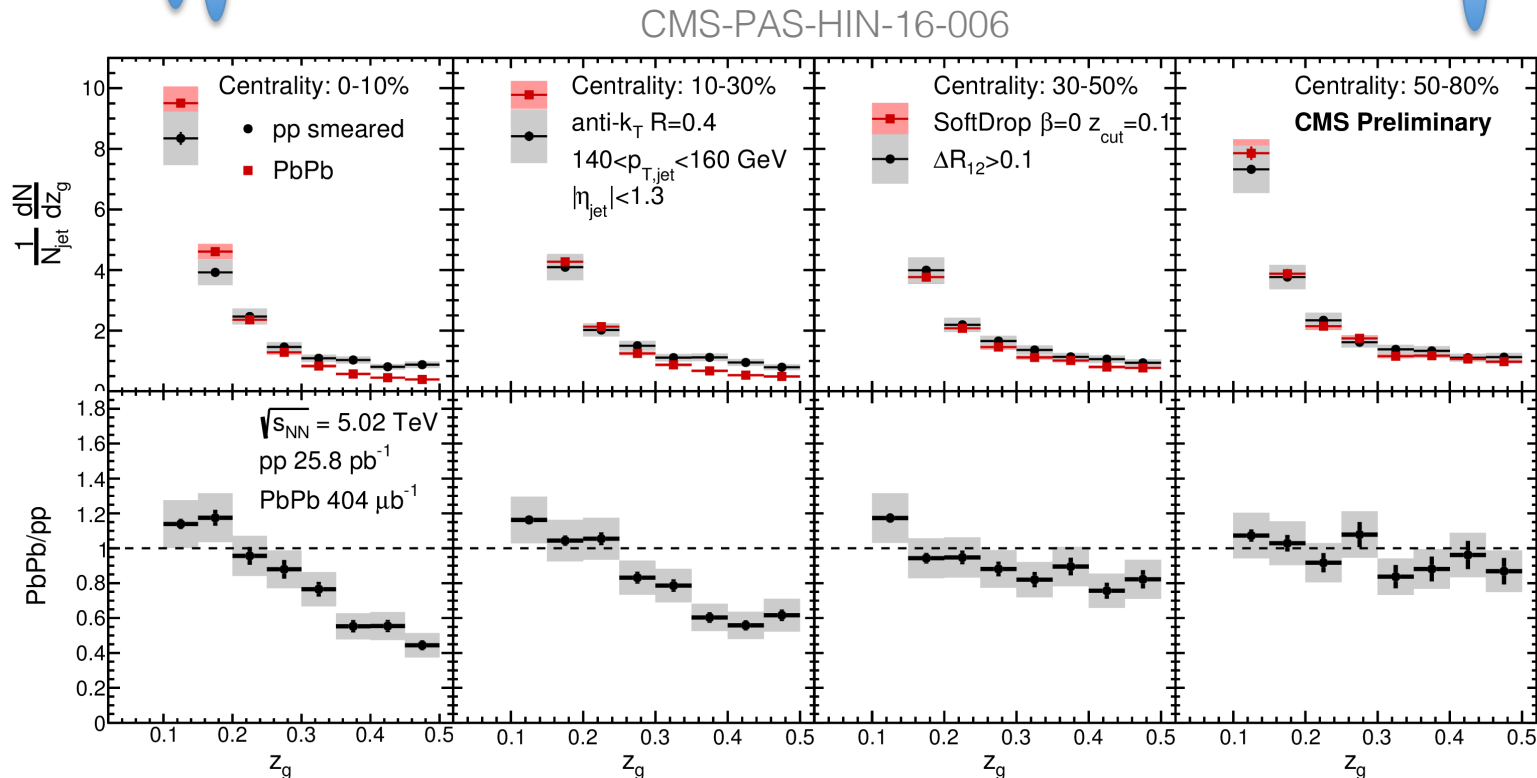 CMS-PAS-HIN-16-006
Centrality: 0-10%
pp smeared
PbPb
Centrality: 10-30%
anti-k_T R=0.4
140<p_T,jet<160 GeV
|η_jet|<1.3
Centrality: 30-50%
SoftDrop β=0 z_cut=0.1
ΔR_12>0.1
Centrality: 50-80%
CMS Preliminary
1/N_jet dN/dz_g
10
8
6
4
2
0
√s_NN = 5.02 TeV
pp 25.8 pb^-1
PbPb 404 μb^-1
PbPb/pp
1.8
1.6
1.4
1.2
1
0.8
0.6
0.4
0.2
0
0.1 0.2 0.3 0.4 0.5 0.1 0.2 0.3 0.4 0.5 0.1 0.2 0.3 0.4 0.5 0.1 0.2 0.3 0.4 0.5
z_g z_g z_g z_g